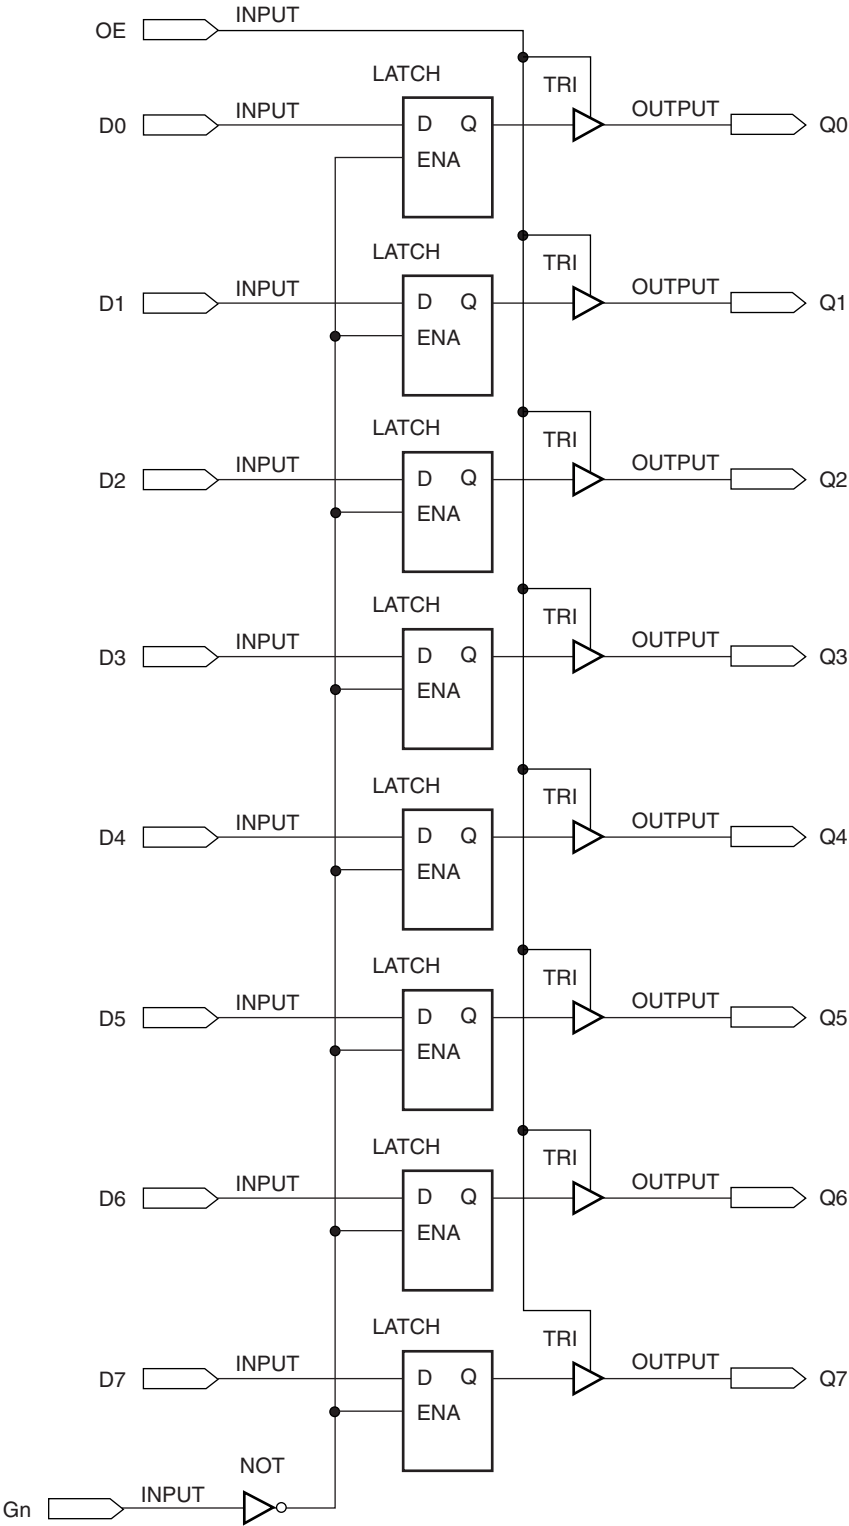 OE INPUT
LATCH TRI
D0 INPUT D Q OUTPUT Q0
ENA
LATCH TRI
D1 INPUT D Q OUTPUT Q1
ENA
LATCH TRI
D2 INPUT D Q OUTPUT Q2
ENA
LATCH TRI
D3 INPUT D Q OUTPUT Q3
ENA
LATCH TRI
D4 INPUT D Q OUTPUT Q4
ENA
LATCH TRI
D5 INPUT D Q OUTPUT Q5
ENA
LATCH TRI
D6 INPUT D Q OUTPUT Q6
ENA
LATCH TRI
D7 INPUT D Q OUTPUT Q7
ENA
NOT
Gn INPUT